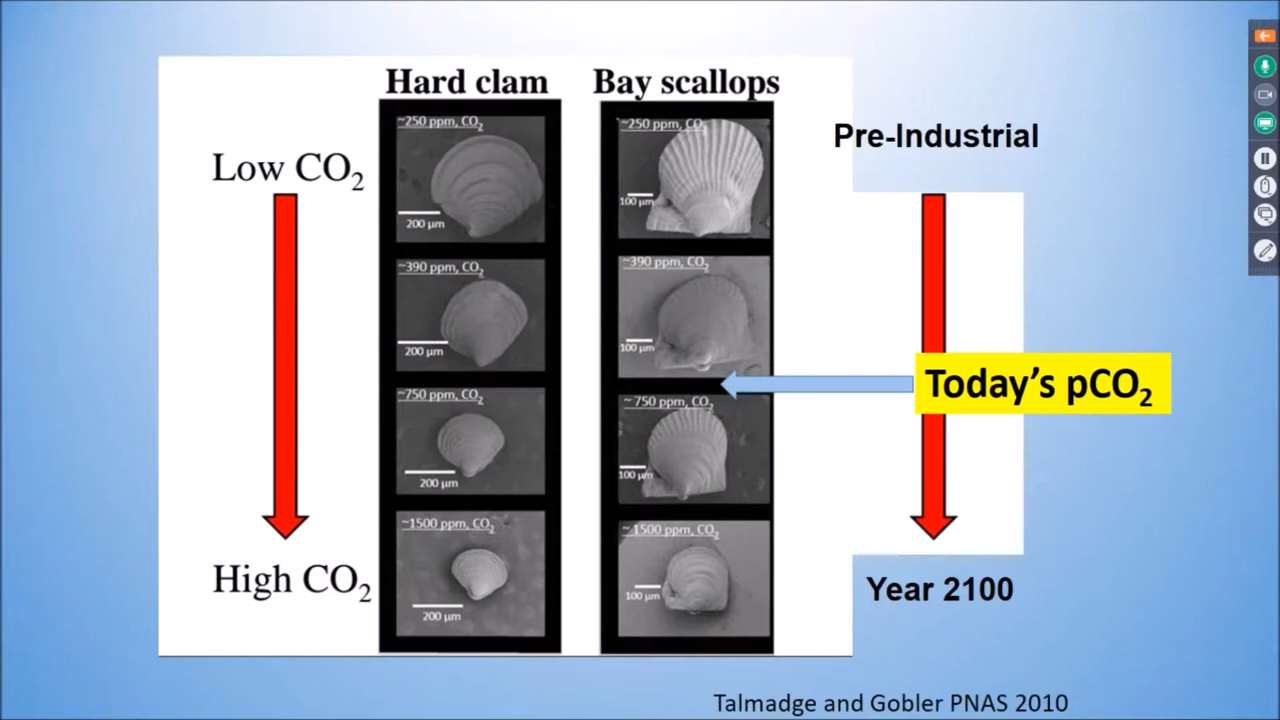 Hard clam
Bay scallops
Pre-Industrial
Low CO₂
~250 ppm, CO₂
200 µm
~250 ppm, CO₂
100 µm
~390 ppm, CO₂
200 µm
~390 ppm, CO₂
100 µm
Today's pCO₂
~750 ppm, CO₂
200 µm
~ 750 ppm, CO₂
100 µm
~1500 ppm, CO₂
200 µm
~ 1500 ppm, CO₂
100 µm
High CO₂
Year 2100
Talmadge and Gobler PNAS 2010